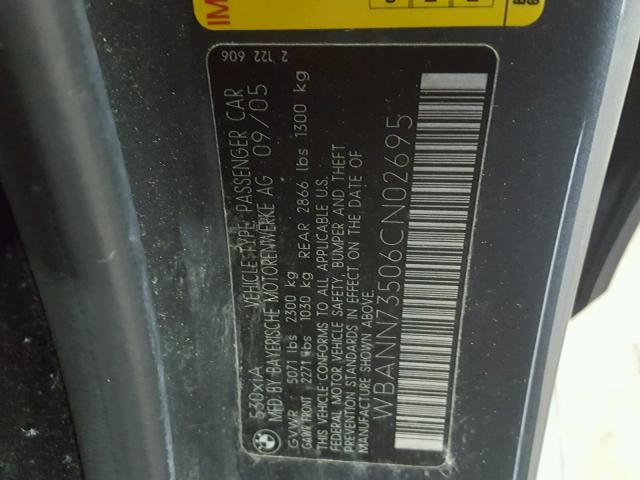 IM
530xiA
VEHICLE TYPE PASSENGER CAR
MFD BY BAYERISCHE MOTORENWERKE AG 09/05
GVWR 5071 lbs 2300 kg
GAWR FRONT 2271 lbs 1030 kg REAR 2866 lbs 1300 kg
THIS VEHICLE CONFORMS TO ALL APPLICABLE U.S.
FEDERAL MOTOR VEHICLE SAFETY BUMPER AND THEFT
PREVENTION STANDARDS IN EFFECT ON THE DATE OF
MANUFACTURE SHOWN ABOVE
WBANN73506CN02695
2 122 606